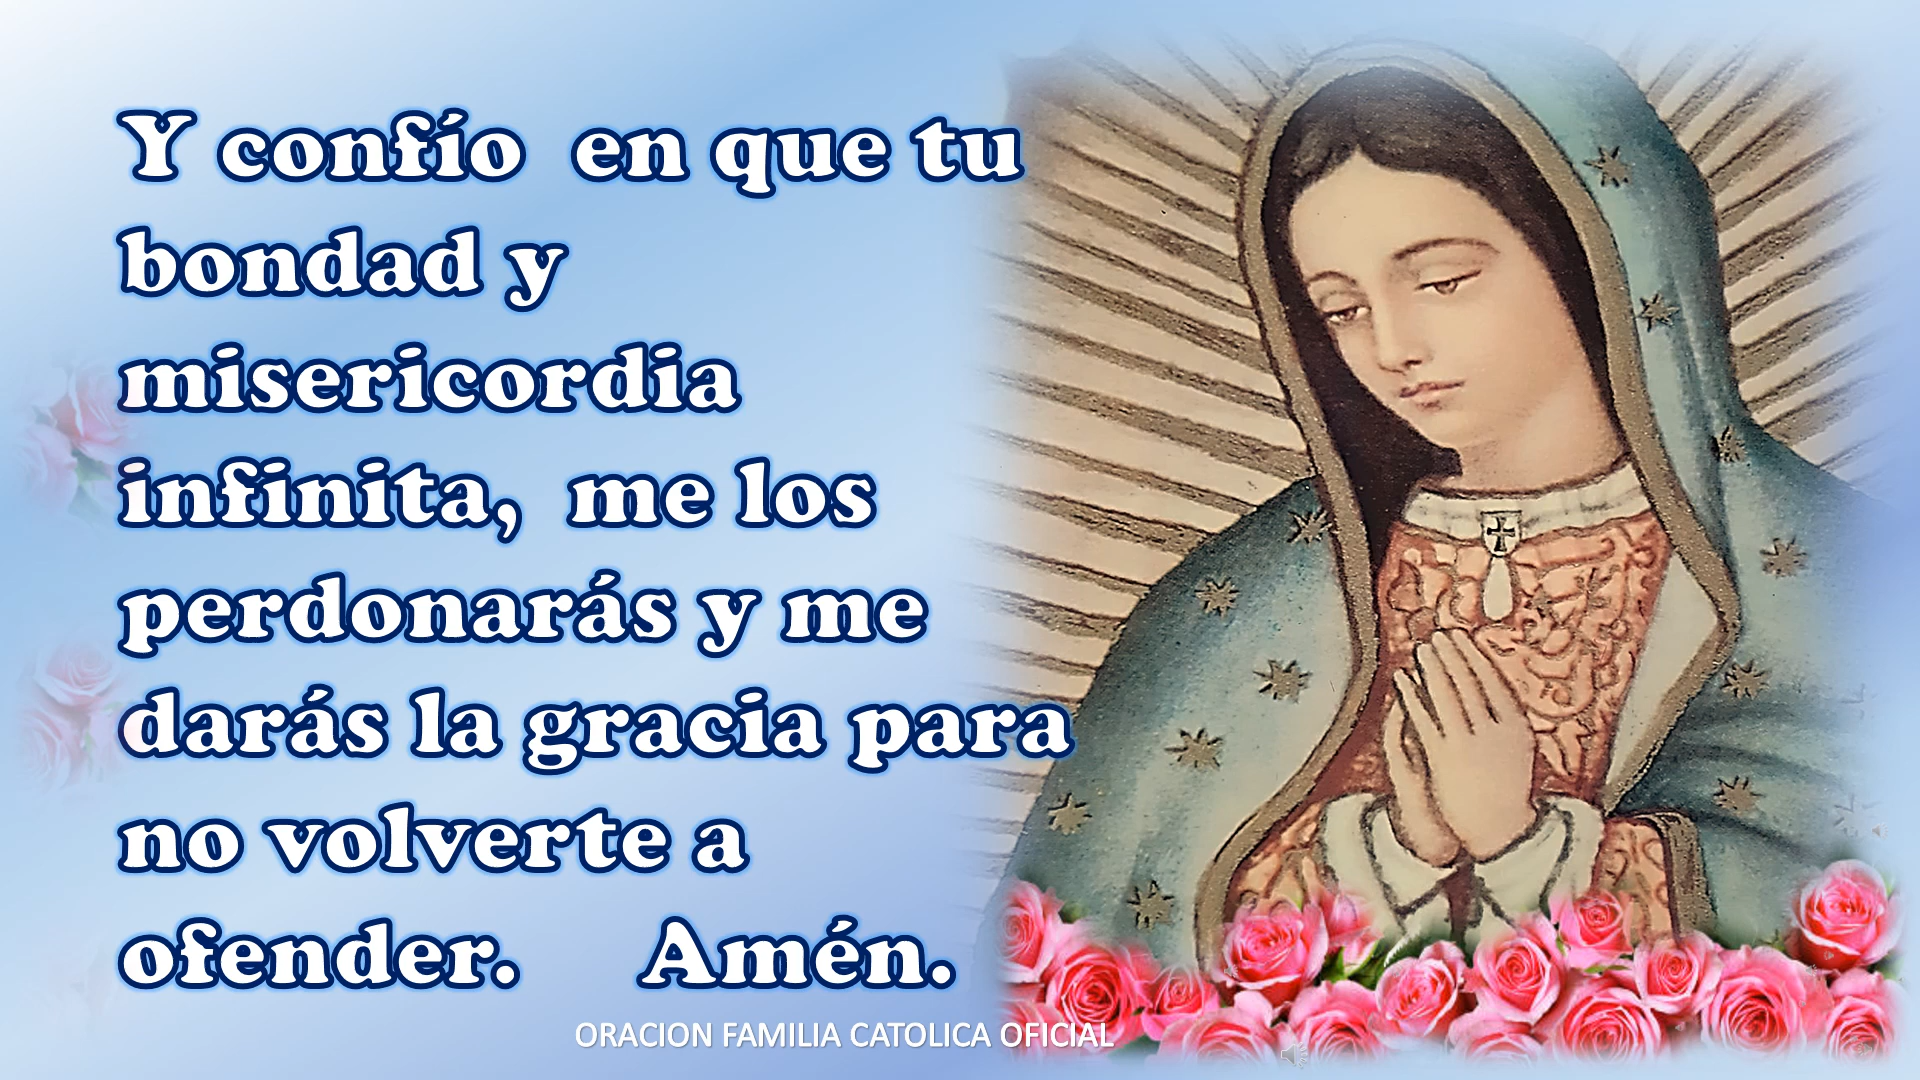 Y confío en que tu
bondad y
misericordia
infinita, me los
perdonarás y me
darás la gracia para
no volverte a
ofender. Amén.
ORACION FAMILIA CATOLICA OFICIAL